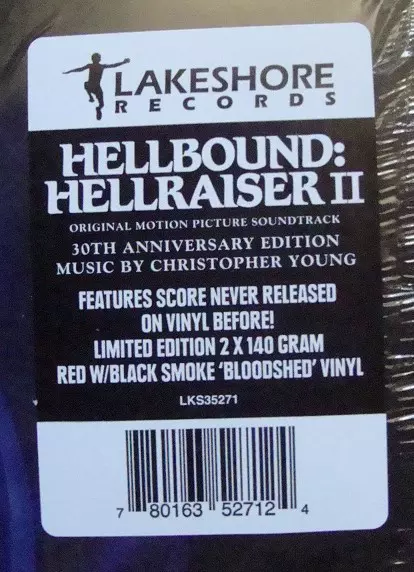 LAKESHORE
RECORDS
HELLBOUND:
HELLRAISER II
ORIGINAL MOTION PICTURE SOUNDTRACK
30TH ANNIVERSARY EDITION
MUSIC BY CHRISTOPHER YOUNG
FEATURES SCORE NEVER RELEASED
ON VINYL BEFORE!
LIMITED EDITION 2 X 140 GRAM
RED W/BLACK SMOKE 'BLOODSHED' VINYL
LKS35271
7 80163 52712 4